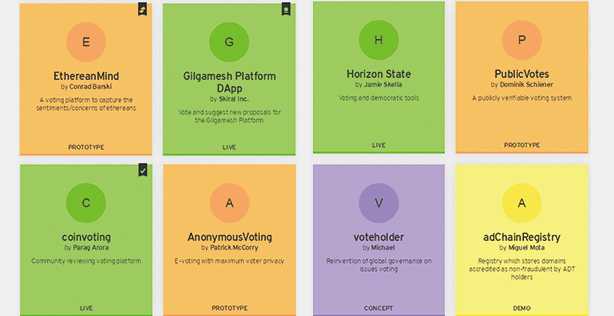 E
EthereanMind
by Conrad Barski
A voting platform to capture the
sentiments/concerns of ethereans
PROTOTYPE
G
Gilgamesh Platform
DApp
by Skiral Inc.
Vote and suggest new proposals for
the Gilgamesh Platform
LIVE
H
Horizon State
by Jamie Skella
Voting and democratic tools
LIVE
P
PublicVotes
by Dominik Schiener
A publicly verifiable voting system
PROTOTYPE
C
coinvoting
by Parag Arora
Community reviewing voting platform
LIVE
A
AnonymousVoting
by Patrick McCorry
E-voting with maximum voter privacy
PROTOTYPE
V
voteholder
by Michael
Reinvention of global governance on
issues voting
CONCEPT
A
adChainRegistry
by Miguel Mota
Registry which stores domains
accredited as non-fraudulent by ADT
holders
DEMO